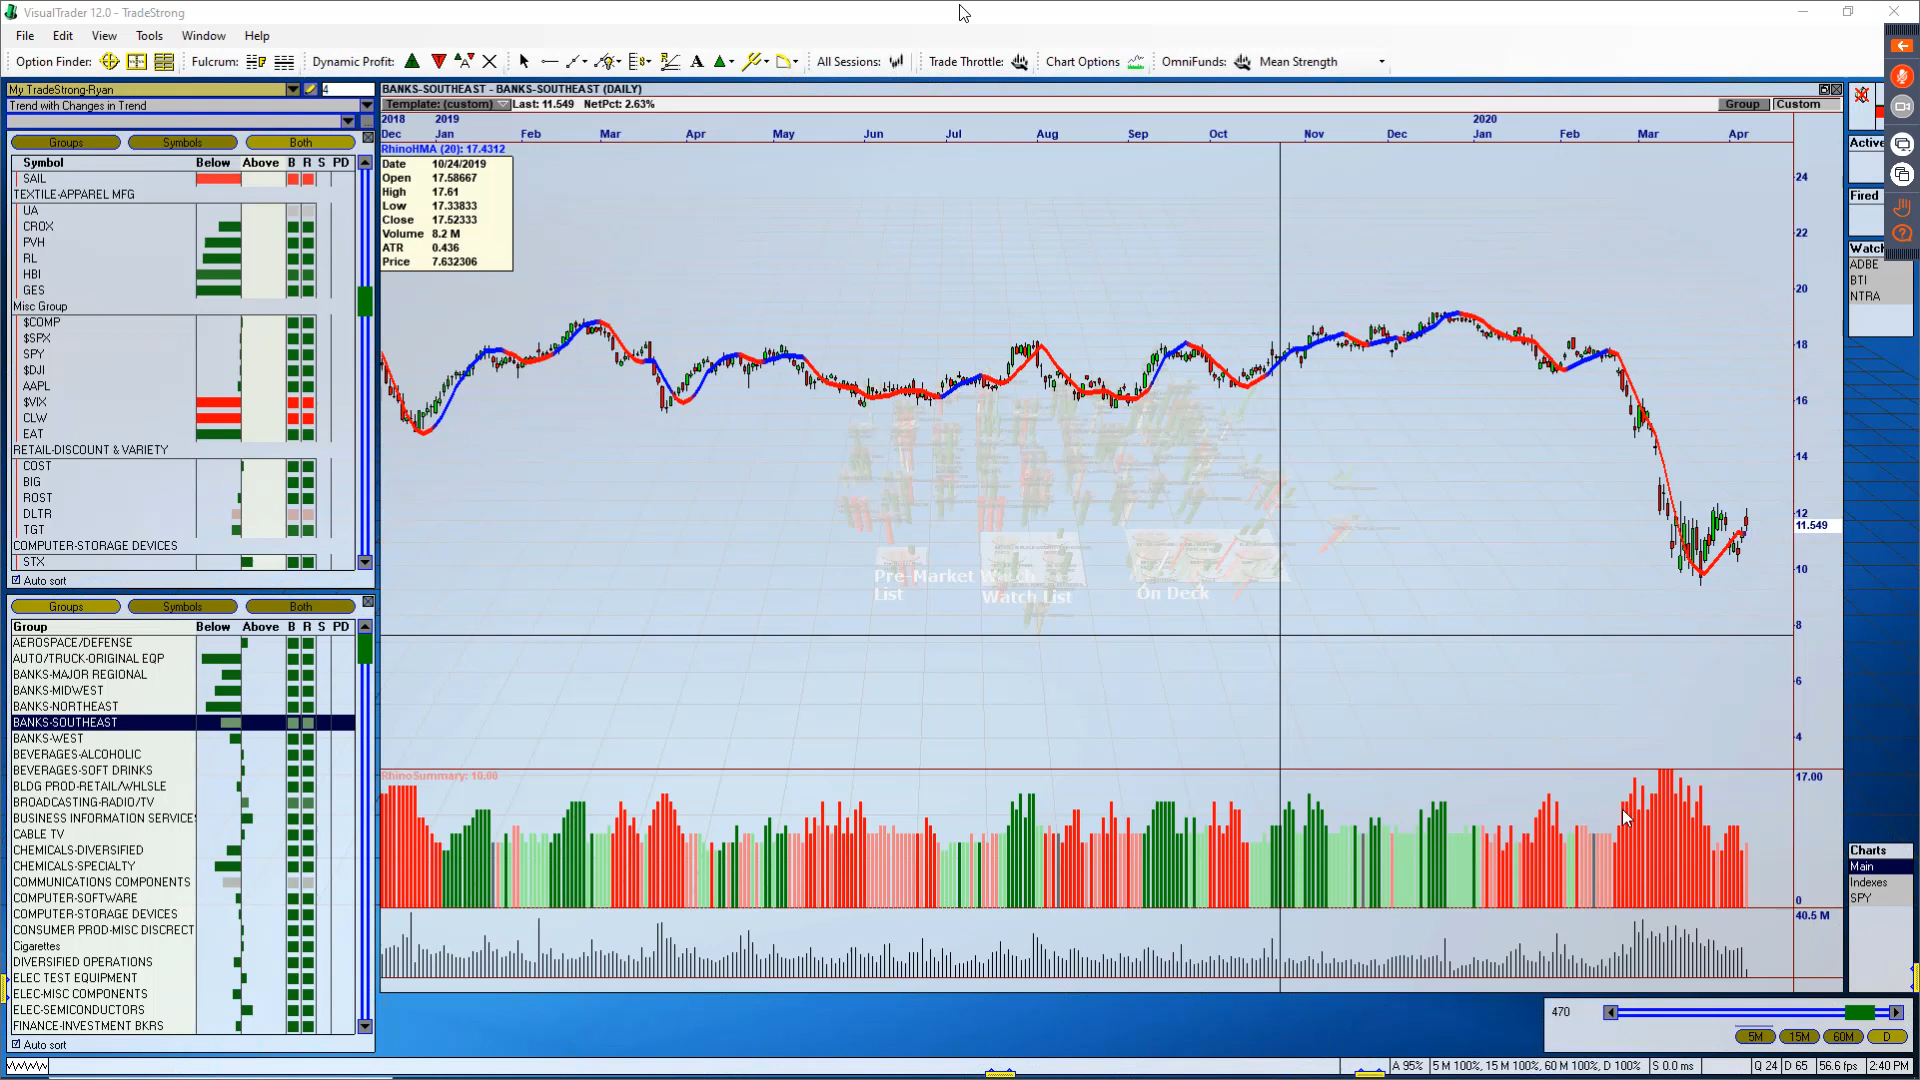 VisualTrader 12.0 - TradeStrong
File Edit View Tools Window Help
Option Finder: Fulcrum: Dynamic Profit: A All Sessions: Trade Throttle: Chart Options OmniFunds: Mean Strength
My TradeStrong-Ryan 4
Trend with Changes in Trend
Groups Symbols Both
Symbol Below Above B R S PD
SAIL
TEXTILE-APPAREL MFG
UA
CROX
PVH
RL
HBI
GES
Misc Group
$COMP
$SPX
SPY
$DJI
AAPL
$VIX
CLW
EAT
RETAIL-DISCOUNT & VARIETY
COST
BIG
ROST
DLTR
TGT
COMPUTER-STORAGE DEVICES
STX
Auto sort
Groups Symbols Both
Group Below Above B R S PD
AEROSPACE/DEFENSE
AUTO/TRUCK-ORIGINAL EQP
BANKS-MAJOR REGIONAL
BANKS-MIDWEST
BANKS-NORTHEAST
BANKS-SOUTHEAST
BANKS-WEST
BEVERAGES-ALCOHOLIC
BEVERAGES-SOFT DRINKS
BLDG PROD-RETAIL/WHLSLE
BROADCASTING-RADIO/TV
BUSINESS INFORMATION SERVICE
CABLE TV
CHEMICALS-DIVERSIFIED
CHEMICALS-SPECIALTY
COMMUNICATIONS COMPONENTS
COMPUTER-SOFTWARE
COMPUTER-STORAGE DEVICES
CONSUMER PROD-MISC DISCRET
Cigarettes
DIVERSIFIED OPERATIONS
ELEC TEST EQUIPMENT
ELEC-MISC COMPONENTS
ELEC-SEMICONDUCTORS
FINANCE-INVESTMENT BKRS
Auto sort
BANKS-SOUTHEAST - BANKS-SOUTHEAST (DAILY)
Template: (custom) Last: 11.549 NetPct: 2.63% Group Custom
2018 2019 2020
Dec Jan Feb Mar Apr May Jun Jul Aug Sep Oct Nov Dec Jan Feb Mar Apr
RhinoHMA (20): 17.4312
Date 10/24/2019
Open 17.58667
High 17.61
Low 17.33833
Close 17.52333
Volume 8.2 M
ATR 0.436
Price 7.632306
24
22
20
18
16
14
12
11.549
10
8
6
4
Pre-Market Watch List
Watch List
On Deck
RhinoSummary: 10.00
17.00
0
40.5 M
Active
Fired
Watch
ADBE
BTI
NTRA
Charts
Main
Indexes
SPY
470
5M 15M 60M D
A 95% 5 M 100%, 15 M 100%, 60 M 100%, D 100% S 0.0 ms Q 24 D 65 56.6 fps 2:40 PM